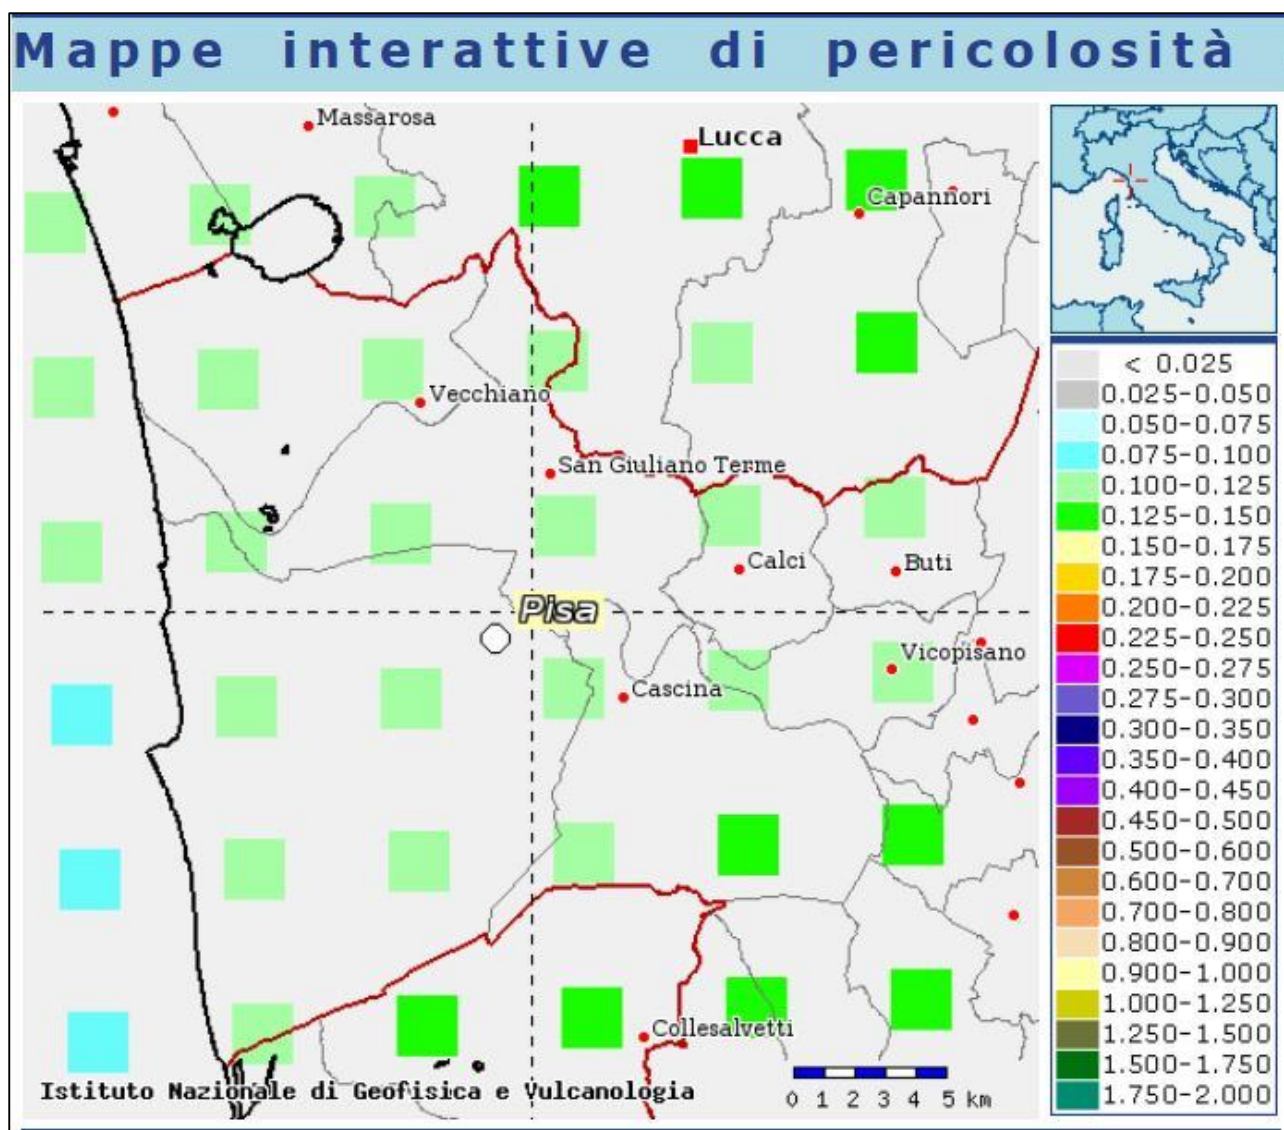 Mappe interattive di pericolosità
Massarosa
Lucca
Capannori
Vecchiano
San Giuliano Terme
Calci
Buti
Pisa
Vicopisano
Cascina
Collesalvetti
Istituto Nazionale di Geofisica e Vulcanologia
0 1 2 3 4 5 km
< 0.025
0.025-0.050
0.050-0.075
0.075-0.100
0.100-0.125
0.125-0.150
0.150-0.175
0.175-0.200
0.200-0.225
0.225-0.250
0.250-0.275
0.275-0.300
0.300-0.350
0.350-0.400
0.400-0.450
0.450-0.500
0.500-0.600
0.600-0.700
0.700-0.800
0.800-0.900
0.900-1.000
1.000-1.250
1.250-1.500
1.500-1.750
1.750-2.000